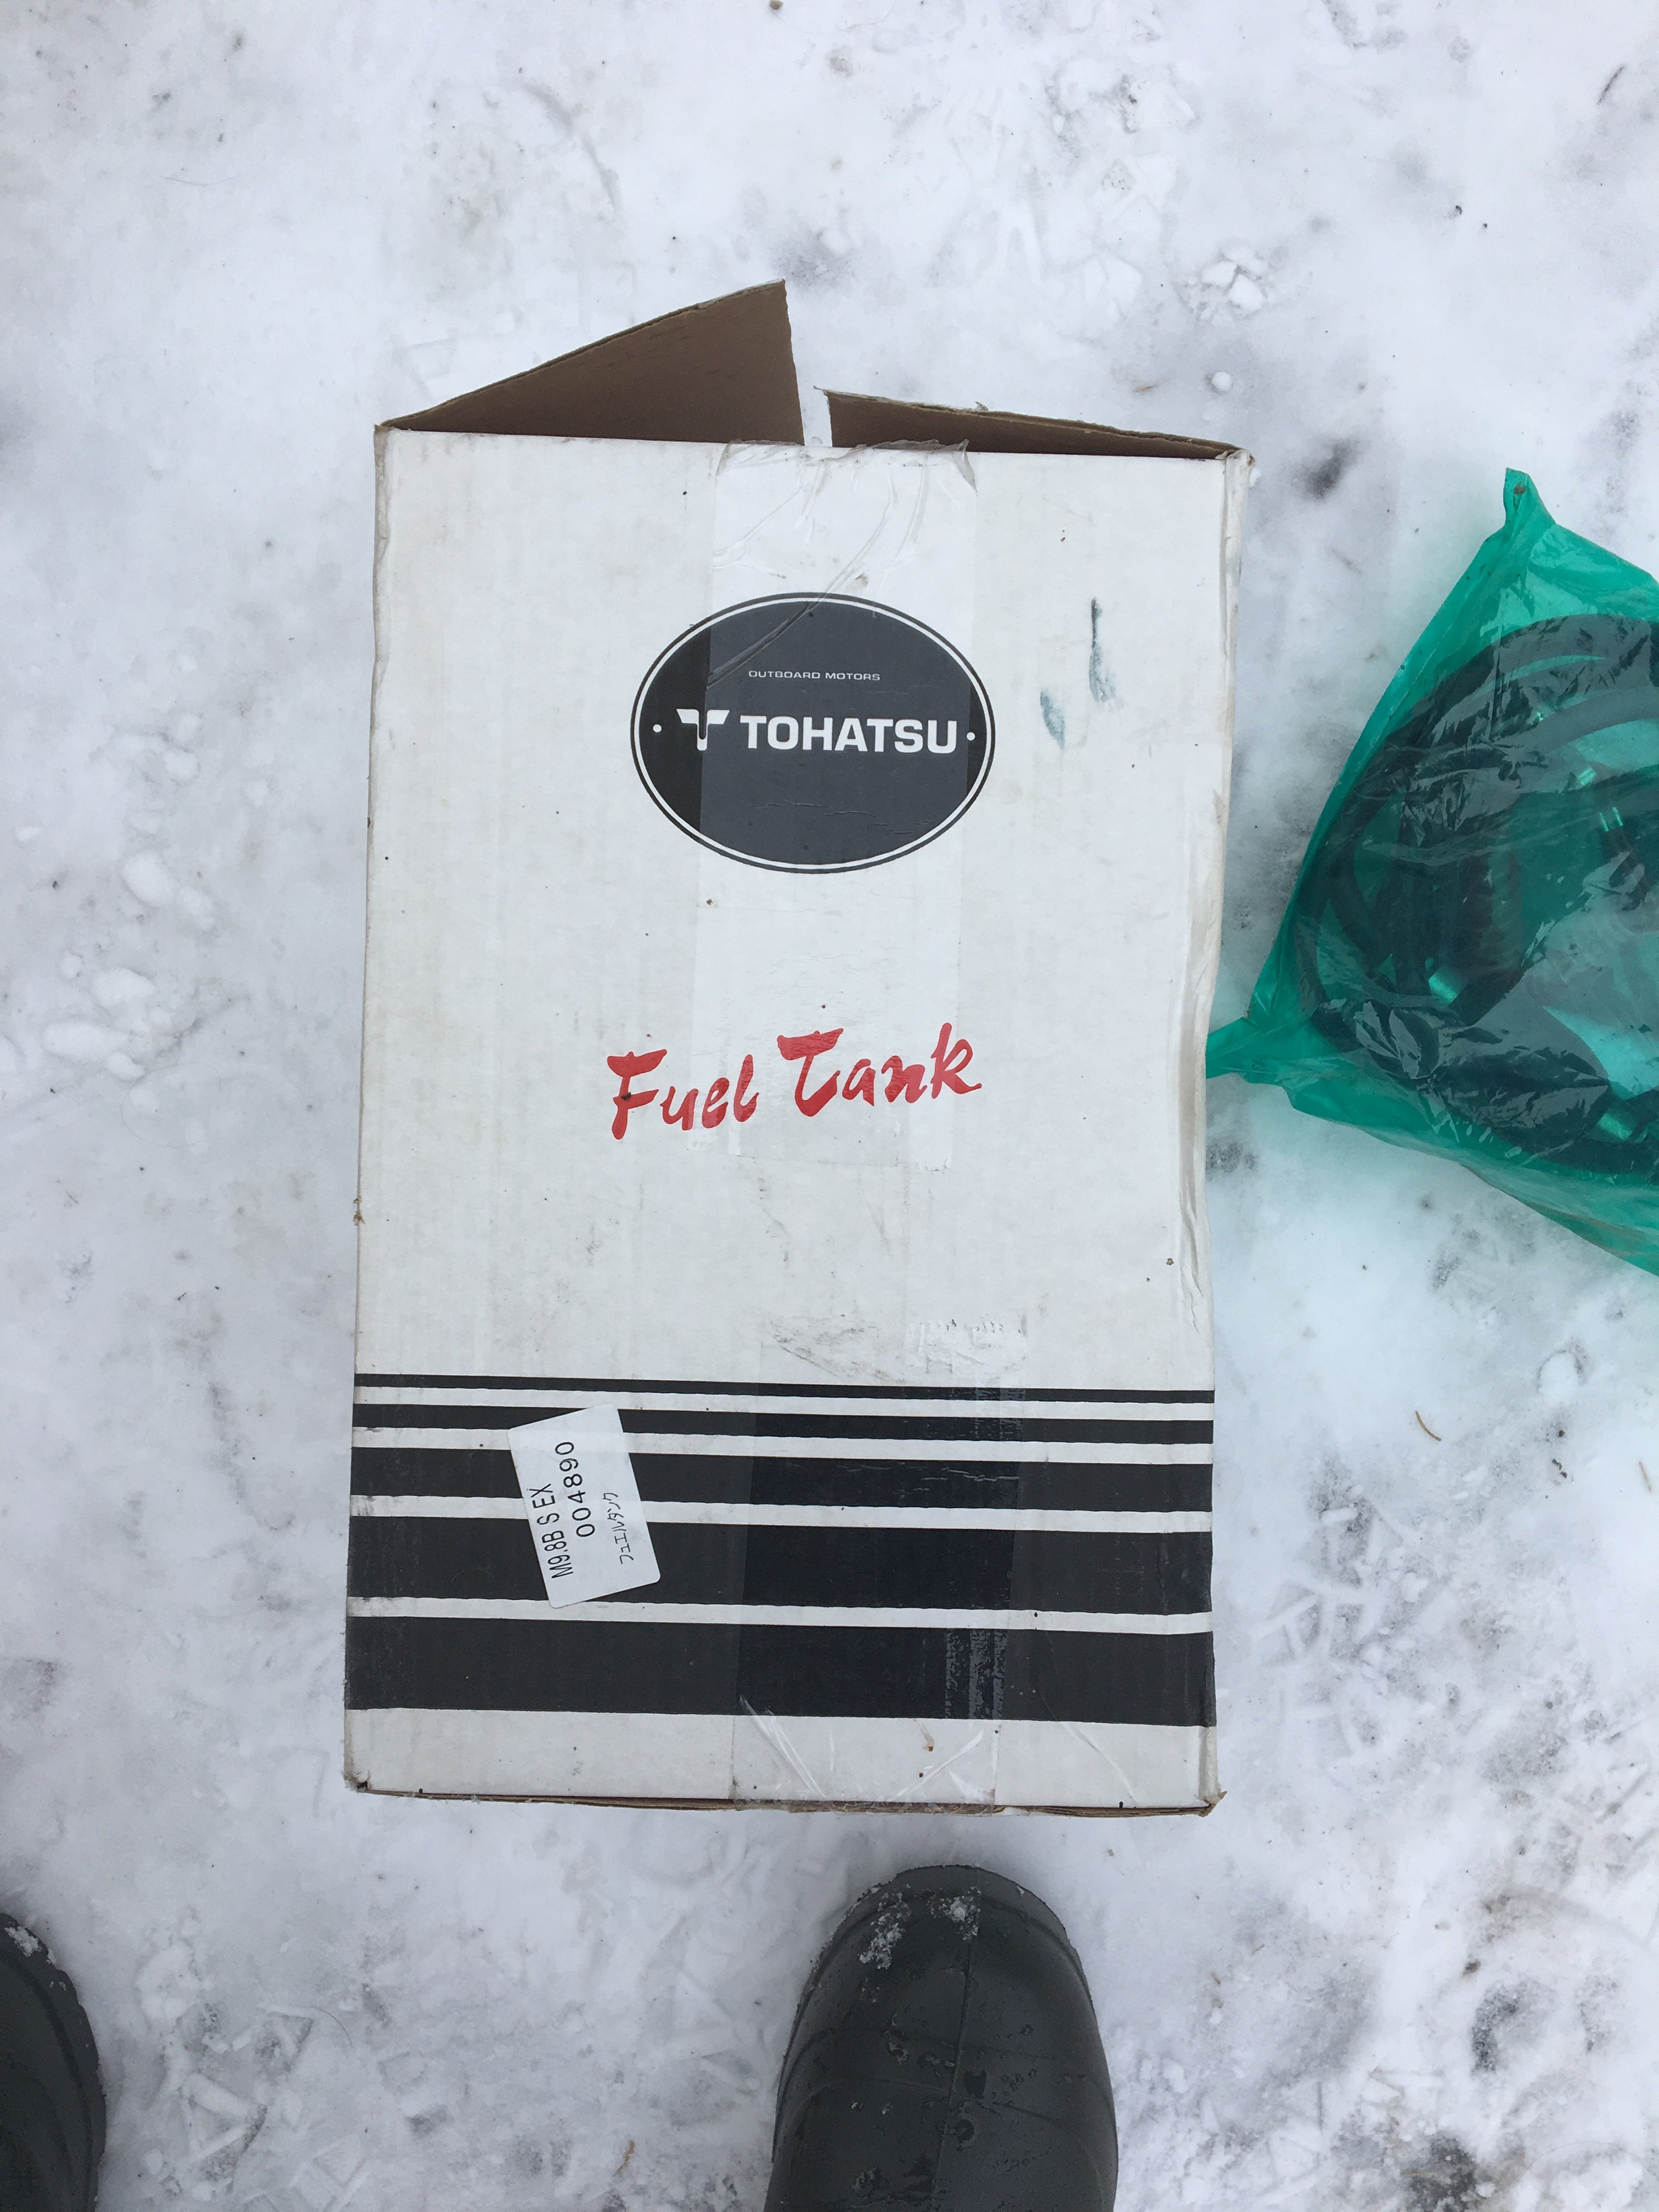 OUTBOARD MOTORS
TOHATSU
Fuel Tank
M9.8B S EX
004890
フュエルタンク